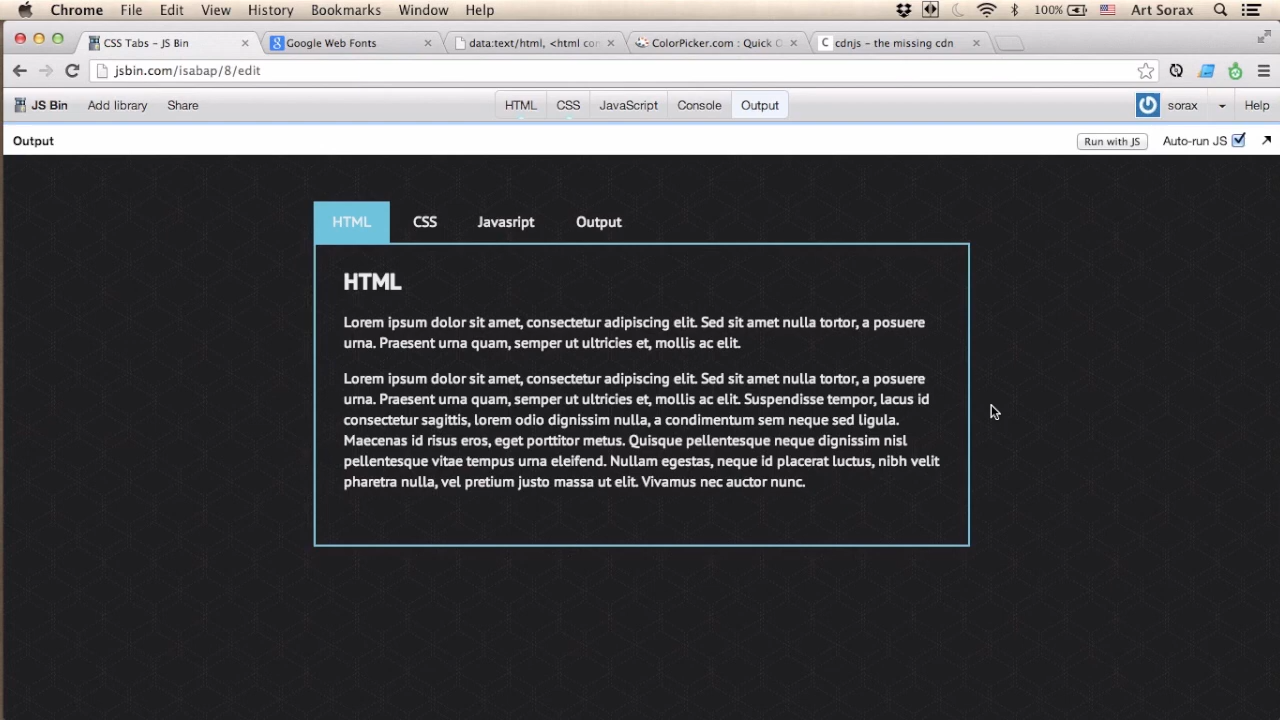 Chrome File Edit View History Bookmarks Window Help 100% Art Sorax
CSS Tabs – JS Bin Google Web Fonts data:text/html, <html con ColorPicker.com : Quick C cdnjs – the missing cdn
jsbin.com/isabap/8/edit
JS Bin Add library Share HTML CSS JavaScript Console Output sorax Help
Output Run with JS Auto-run JS
HTML CSS Javasript Output
HTML
Lorem ipsum dolor sit amet, consectetur adipiscing elit. Sed sit amet nulla tortor, a posuere
urna. Praesent urna quam, semper ut ultricies et, mollis ac elit.
Lorem ipsum dolor sit amet, consectetur adipiscing elit. Sed sit amet nulla tortor, a posuere
urna. Praesent urna quam, semper ut ultricies et, mollis ac elit. Suspendisse tempor, lacus id
consectetur sagittis, lorem odio dignissim nulla, a condimentum sem neque sed ligula.
Maecenas id risus eros, eget porttitor metus. Quisque pellentesque neque dignissim nisl
pellentesque vitae tempus urna eleifend. Nullam egestas, neque id placerat luctus, nibh velit
pharetra nulla, vel pretium justo massa ut elit. Vivamus nec auctor nunc.